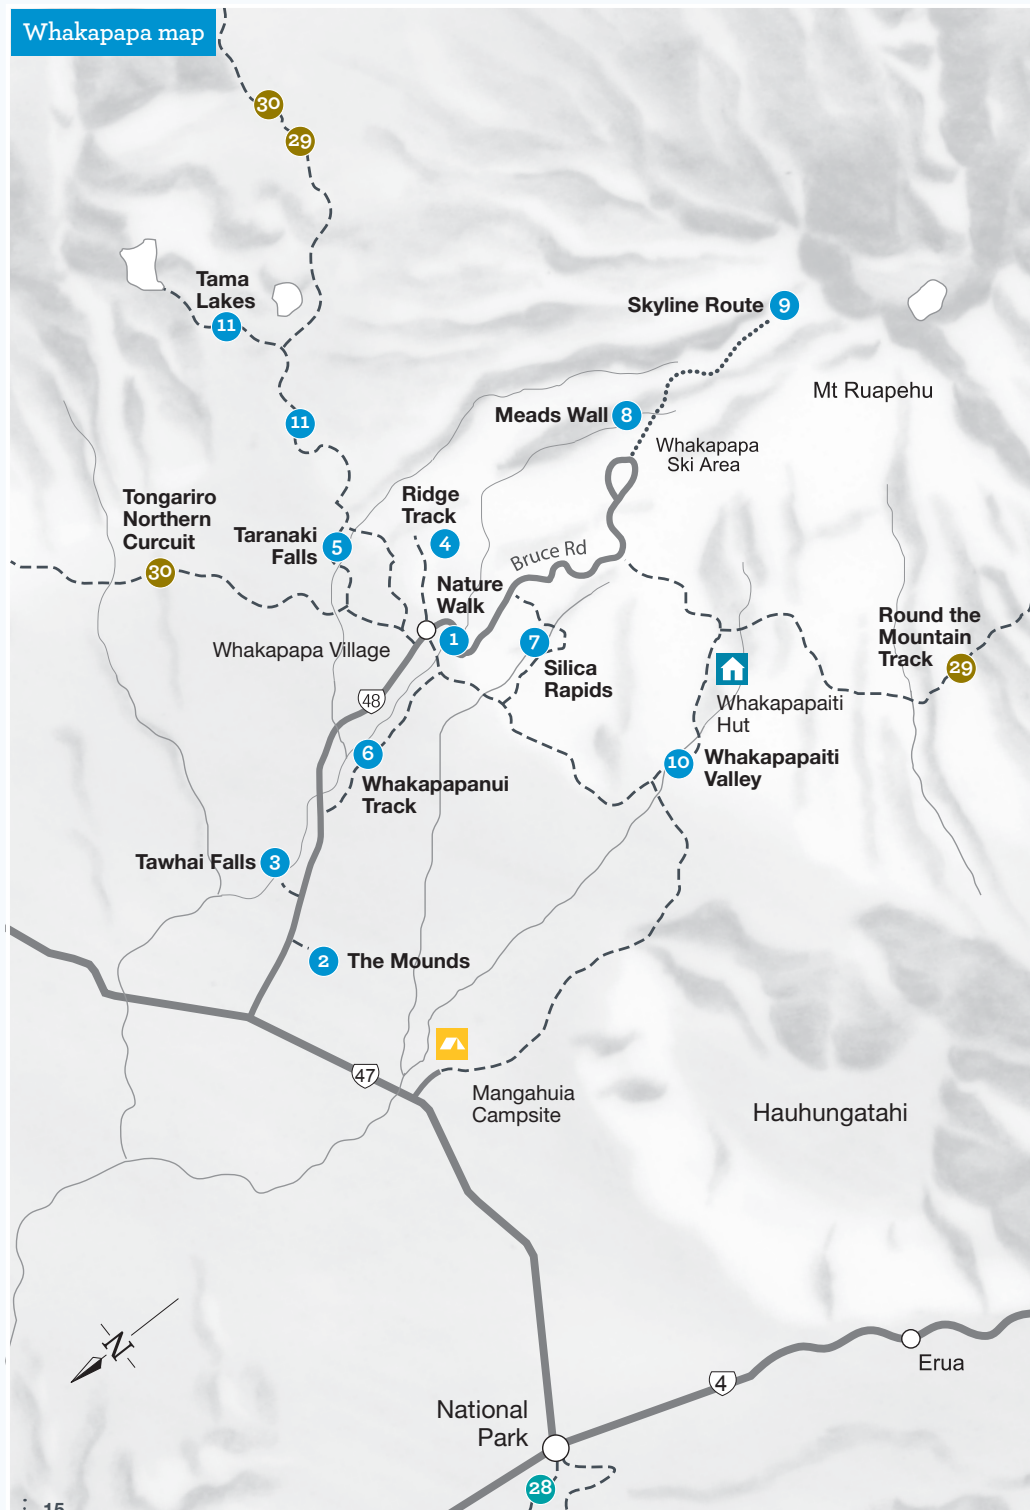 Whakapapa map
30
29
Tama
Lakes
11
Skyline Route 9
Mt Ruapehu
11
Meads Wall 8
Whakapapa
Ski Area
Tongariro
Northern
Curcuit
30
Ridge
Track
4
Taranaki
Falls
5
Bruce Rd
Nature
Walk
1
Whakapapa Village
7
Silica
Rapids
Round the
Mountain
Track
29
48
Whakapapaiti
Hut
6
Whakapapanui
Track
10
Whakapapaiti
Valley
Tawhai Falls 3
2 The Mounds
47
Mangahuia
Campsite
Hauhungatahi
N
Erua
4
National
Park
28
15